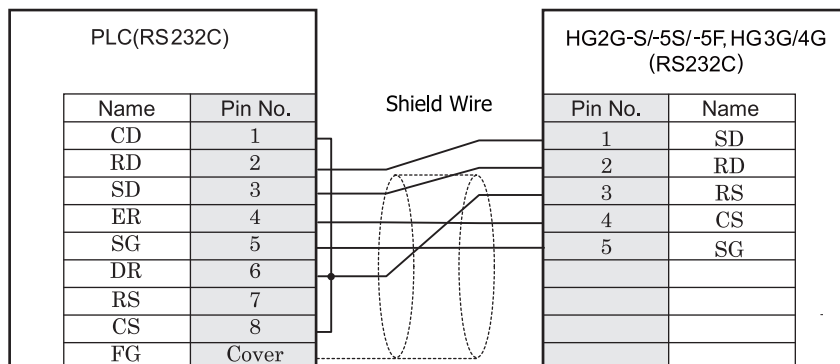 PLC(RS232C)
HG2G-S/-5S/-5F, HG3G/4G
(RS232C)
Shield Wire
Name Pin No.
CD 1
RD 2
SD 3
ER 4
SG 5
DR 6
RS 7
CS 8
FG Cover
Pin No. Name
1 SD
2 RD
3 RS
4 CS
5 SG